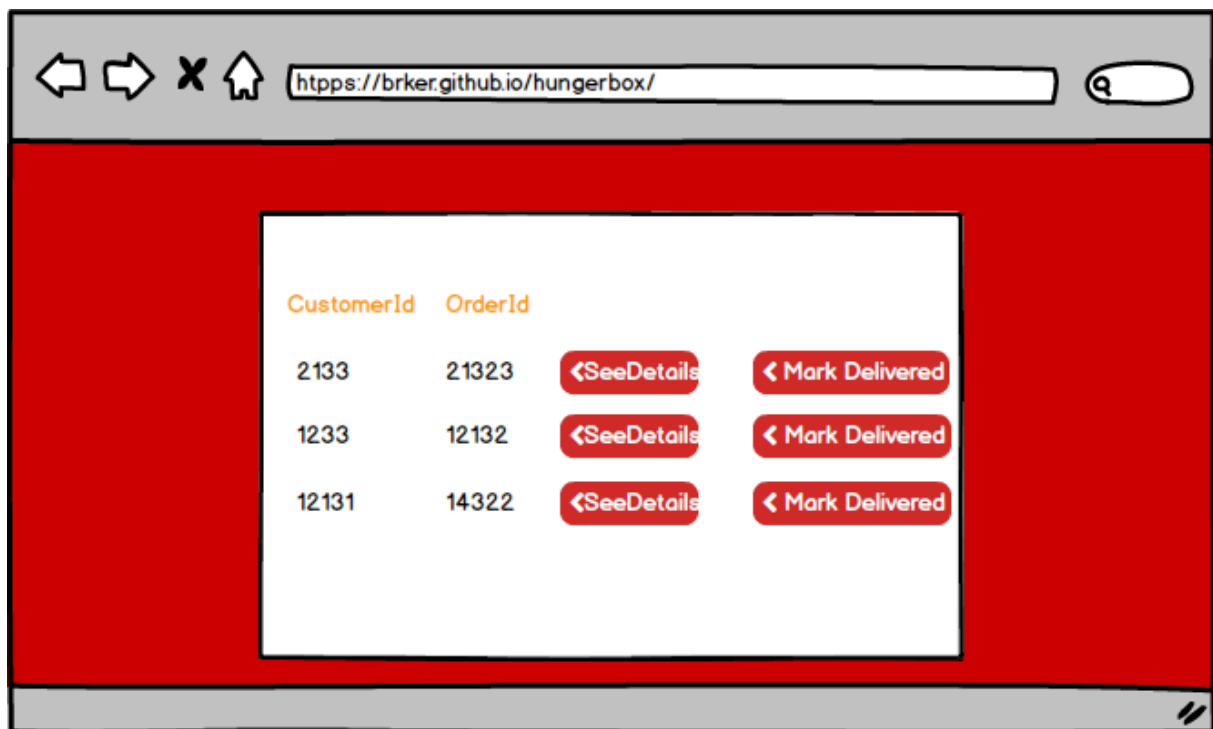 htpps://brker.github.io/hungerbox/
CustomerId OrderId
2133 21323 SeeDetails Mark Delivered
1233 12132 SeeDetails Mark Delivered
12131 14322 SeeDetails Mark Delivered